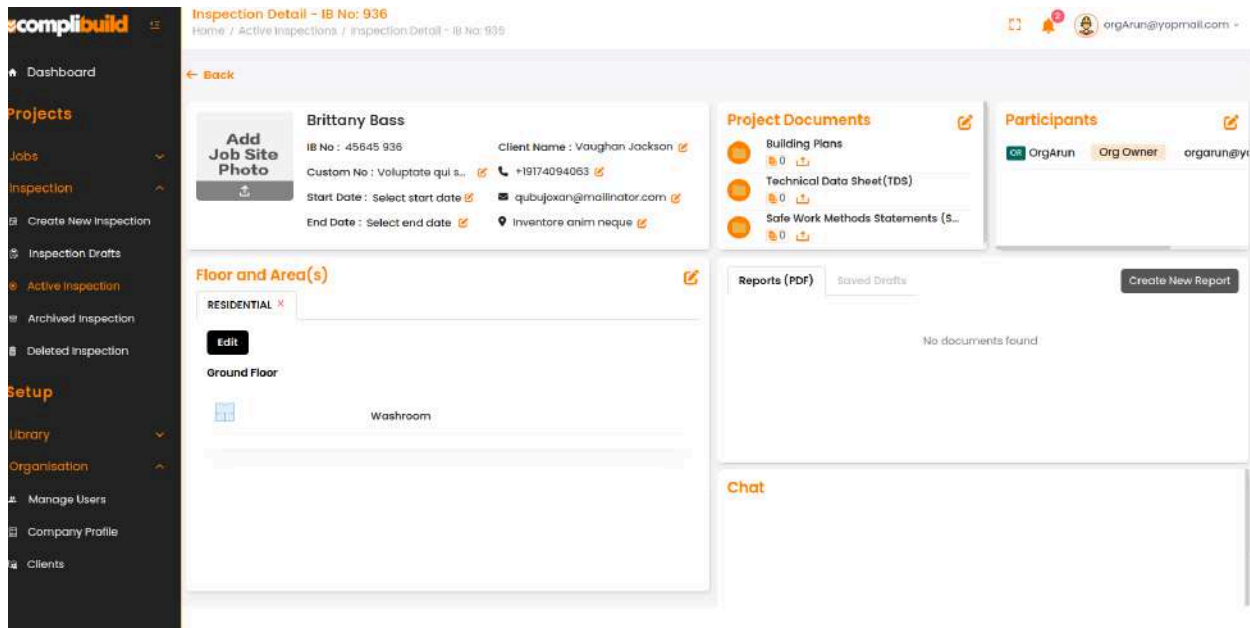 complibuild
Dashboard
Projects
Jobs
Inspection
Create New Inspection
Inspection Drafts
Active Inspection
Archived Inspection
Deleted Inspection
Setup
Library
Organisation
Manage Users
Company Profile
Clients
Inspection Detail - IB No: 936
Home / Active Inspections / Inspection Detail - IB No: 936
2
orgArun@yopmail.com
← Back
Add
Job Site
Photo
Brittany Bass
IB No : 45645 936
Custom No : Voluptate qui s...
Start Date : Select start date
End Date : Select end date
Client Name : Vaughan Jackson
+19174094063
qubujoxan@mailinator.com
Inventore anim neque
Project Documents
Building Plans
0
Technical Data Sheet(TDS)
0
Safe Work Methods Statements (S...
0
Participants
OR OrgArun Org Owner orgarun@y
Floor and Area(s)
RESIDENTIAL ×
Edit
Ground Floor
Washroom
Reports (PDF) Saved Drafts Create New Report
No documents found
Chat